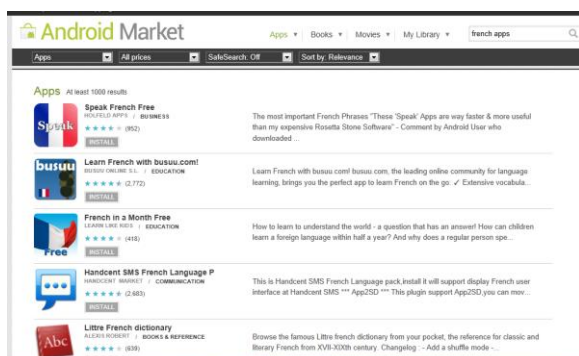 Android Market
Apps Books Movies My Library french apps
Apps All prices SafeSearch: Off Sort by: Relevance
Apps At least 1000 results
Speak
Speak French Free
HOLFELD APPS / BUSINESS
(952)
INSTALL
The most important French Phrases "These 'Speak' Apps are way faster & more useful
than my expensive Rosetta Stone Software" - Comment by Android User who
downloaded ...
busuu
Learn French with busuu.com!
BUSUU ONLINE S.L. / EDUCATION
(2,772)
INSTALL
Learn French with busuu.com! busuu.com, the leading online community for language
learning, brings you the perfect app to learn French on the go: ✓ Extensive vocabula...
Free
French in a Month Free
LEARN LIKE KIDS / EDUCATION
(418)
INSTALL
How to learn to understand the world - a question that has an answer! How can children
learn a foreign language within half a year? And why does a regular person spe...
Handcent SMS French Language P
HANDCENT MARKET / COMMUNICATION
(2,683)
INSTALL
This is Handcent SMS French Language pack,install it will support display French user
interface at Handcent SMS *** App2SD *** This plugin support App2SD,you can mov...
Abc
Littre French dictionary
ALEXIS ROBERT / BOOKS & REFERENCE
(639)
Browse the famous Littre french dictionary from your pocket, the reference for classic and
literary French from XVII-XIXth century. Changelog : - Add a shuffle mode -...